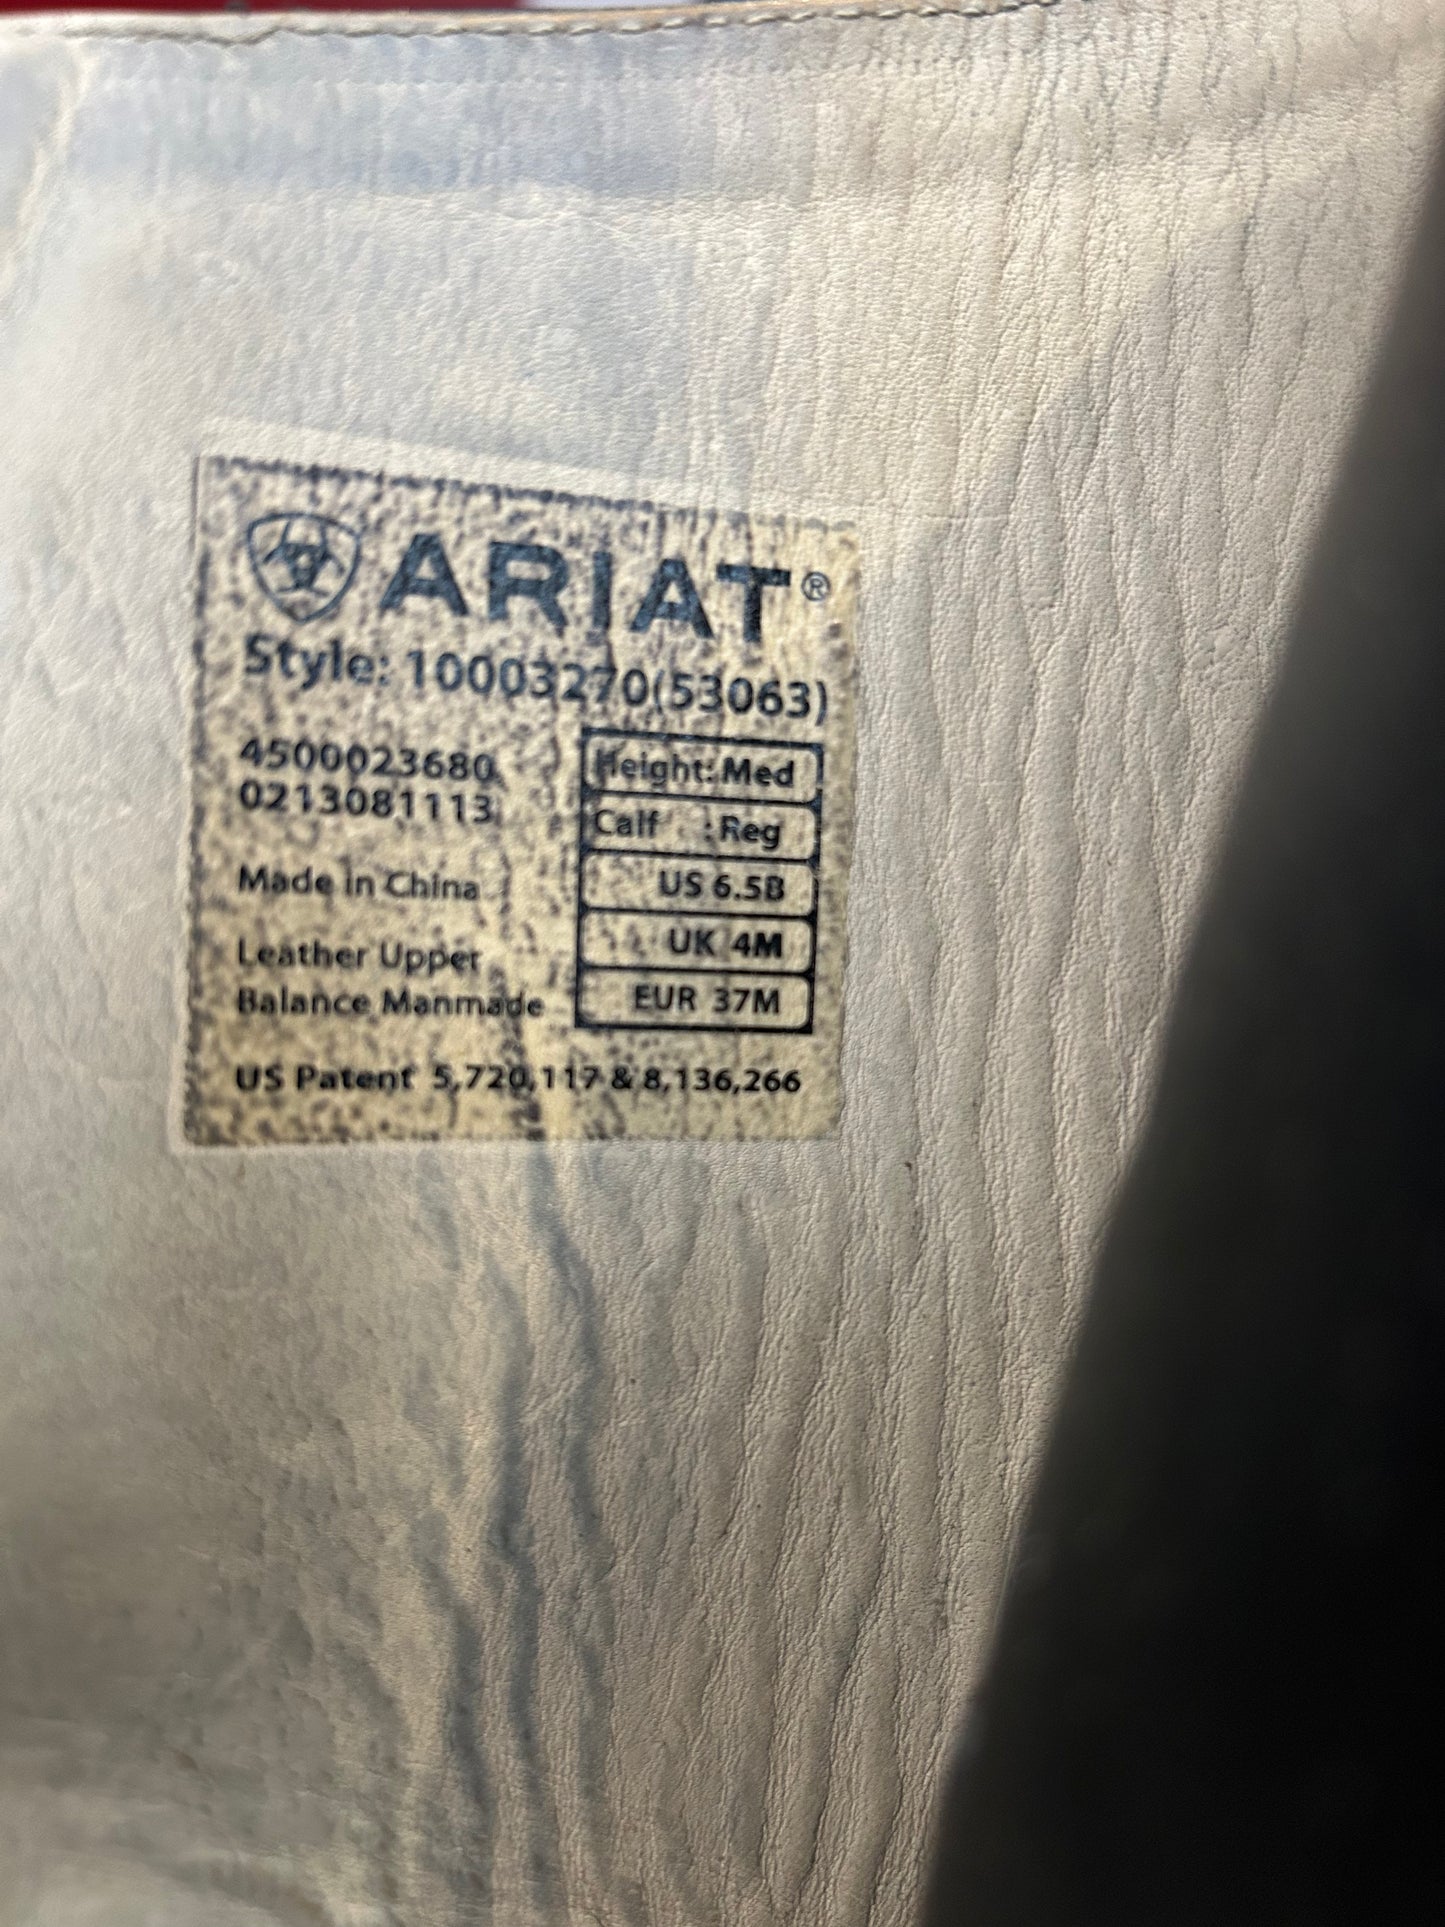 ARIAT®
Style: 10003270(53063)
4500023680
0213081113
Height: Med
Calf : Reg
US 6.5B
UK 4M
EUR 37M
Made in China
Leather Upper
Balance Manmade
US Patent 5,720,117 & 8,136,266